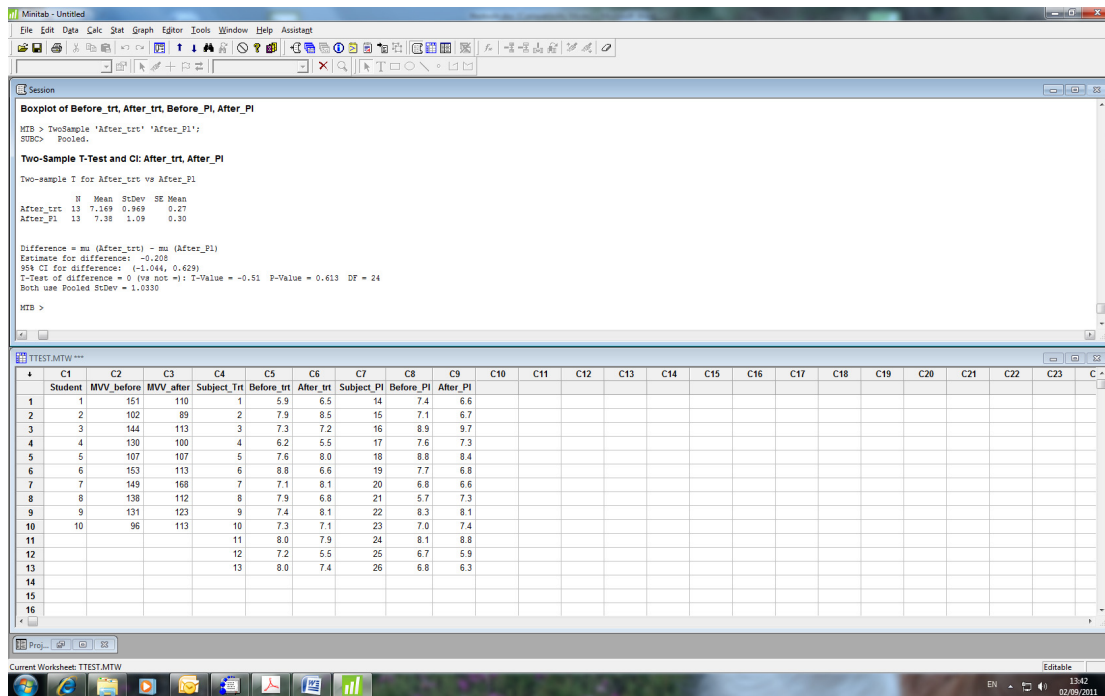 Minitab - Untitled
File Edit Data Calc Stat Graph Editor Tools Window Help Assistant
Session
Boxplot of Before_trt, After_trt, Before_Pl, After_Pl
MTB > TwoSample 'After_trt' 'After_Pl';
SUBC> Pooled.
Two-Sample T-Test and CI: After_trt, After_Pl
Two-sample T for After_trt vs After_Pl
N Mean StDev SE Mean
After_trt 13 7.169 0.969 0.27
After_Pl 13 7.38 1.09 0.30
Difference = mu (After_trt) - mu (After_Pl)
Estimate for difference: -0.208
95% CI for difference: (-1.044, 0.629)
T-Test of difference = 0 (vs not =): T-Value = -0.51 P-Value = 0.613 DF = 24
Both use Pooled StDev = 1.0330
MTB >
TTEST.MTW ***
C1 C2 C3 C4 C5 C6 C7 C8 C9 C10 C11 C12 C13 C14 C15 C16 C17 C18 C19 C20 C21 C22 C23 C
Student MVV_before MVV_after Subject_Trt Before_trt After_trt Subject_Pl Before_Pl After_Pl
1 1 151 110 1 5.9 6.5 14 7.4 6.6
2 2 102 89 2 7.9 8.5 15 7.1 6.7
3 3 144 113 3 7.3 7.2 16 8.9 9.7
4 4 130 100 4 6.2 5.5 17 7.6 7.3
5 5 107 107 5 7.6 8.0 18 8.8 8.4
6 6 153 113 6 8.8 6.6 19 7.7 6.8
7 7 149 168 7 7.1 8.1 20 6.8 6.6
8 8 138 112 8 7.9 6.8 21 5.7 7.3
9 9 131 123 9 7.4 8.1 22 8.3 8.1
10 10 96 113 10 7.3 7.1 23 7.0 7.4
11 11 8.0 7.9 24 8.1 8.8
12 12 7.2 5.5 25 6.7 5.9
13 13 8.0 7.4 26 6.8 6.3
14
15
16
Proj...
Current Worksheet: TTEST.MTW
Editable
EN
13:42
02/09/2011